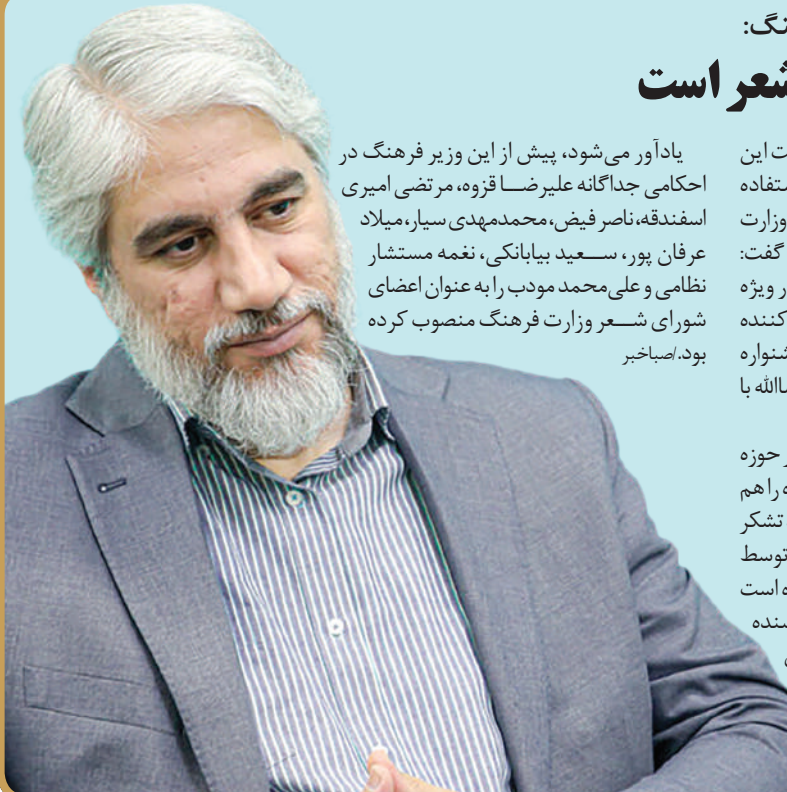 نگ:
شعر است
ت این
ستفاده
وزارت
گفت:
ر ویژه
کننده
شنواره
ءالله با
ر حوزه
ه را هم
تشکر
توسط
ه است
سنده
یادآور می‌شود، پیش از این وزیر فرهنگ در
احکامی جداگانه علیرضا قزوه، مرتضی امیری
اسفندقه، ناصر فیض، محمدمهدی سیار، میلاد
عرفان پور، سعید بیابانکی، نغمه مستشار
نظامی و علی‌محمد مودب را به عنوان اعضای
شورای شعر وزارت فرهنگ منصوب کرده
بود./صباخبر